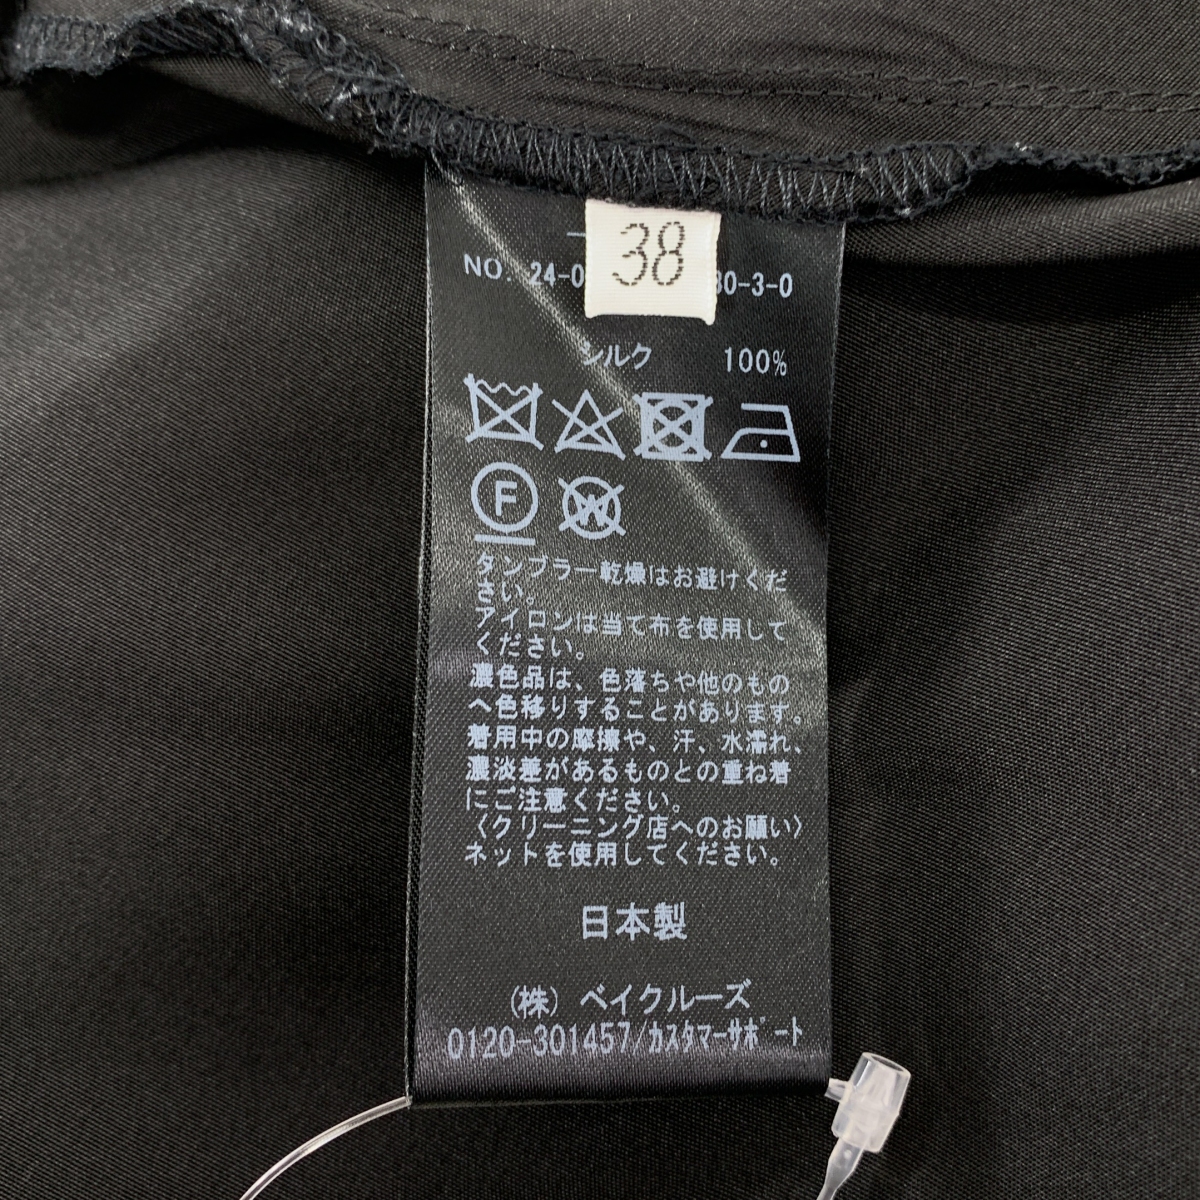 38
NO. 24-0 80-3-0
シルク 100%
F
W
タンブラー乾燥はお避けくだ
さい。
アイロンは当て布を使用して
ください。
濃色品は、色落ちや他のもの
へ色移りすることがあります。
着用中の摩擦や、汗、水濡れ、
濃淡差があるものとの重ね着
にご注意ください。
〈クリーニング店へのお願い〉
ネットを使用してください。
日本製
(株) ベイクルーズ
0120-301457/カスタマーサポート